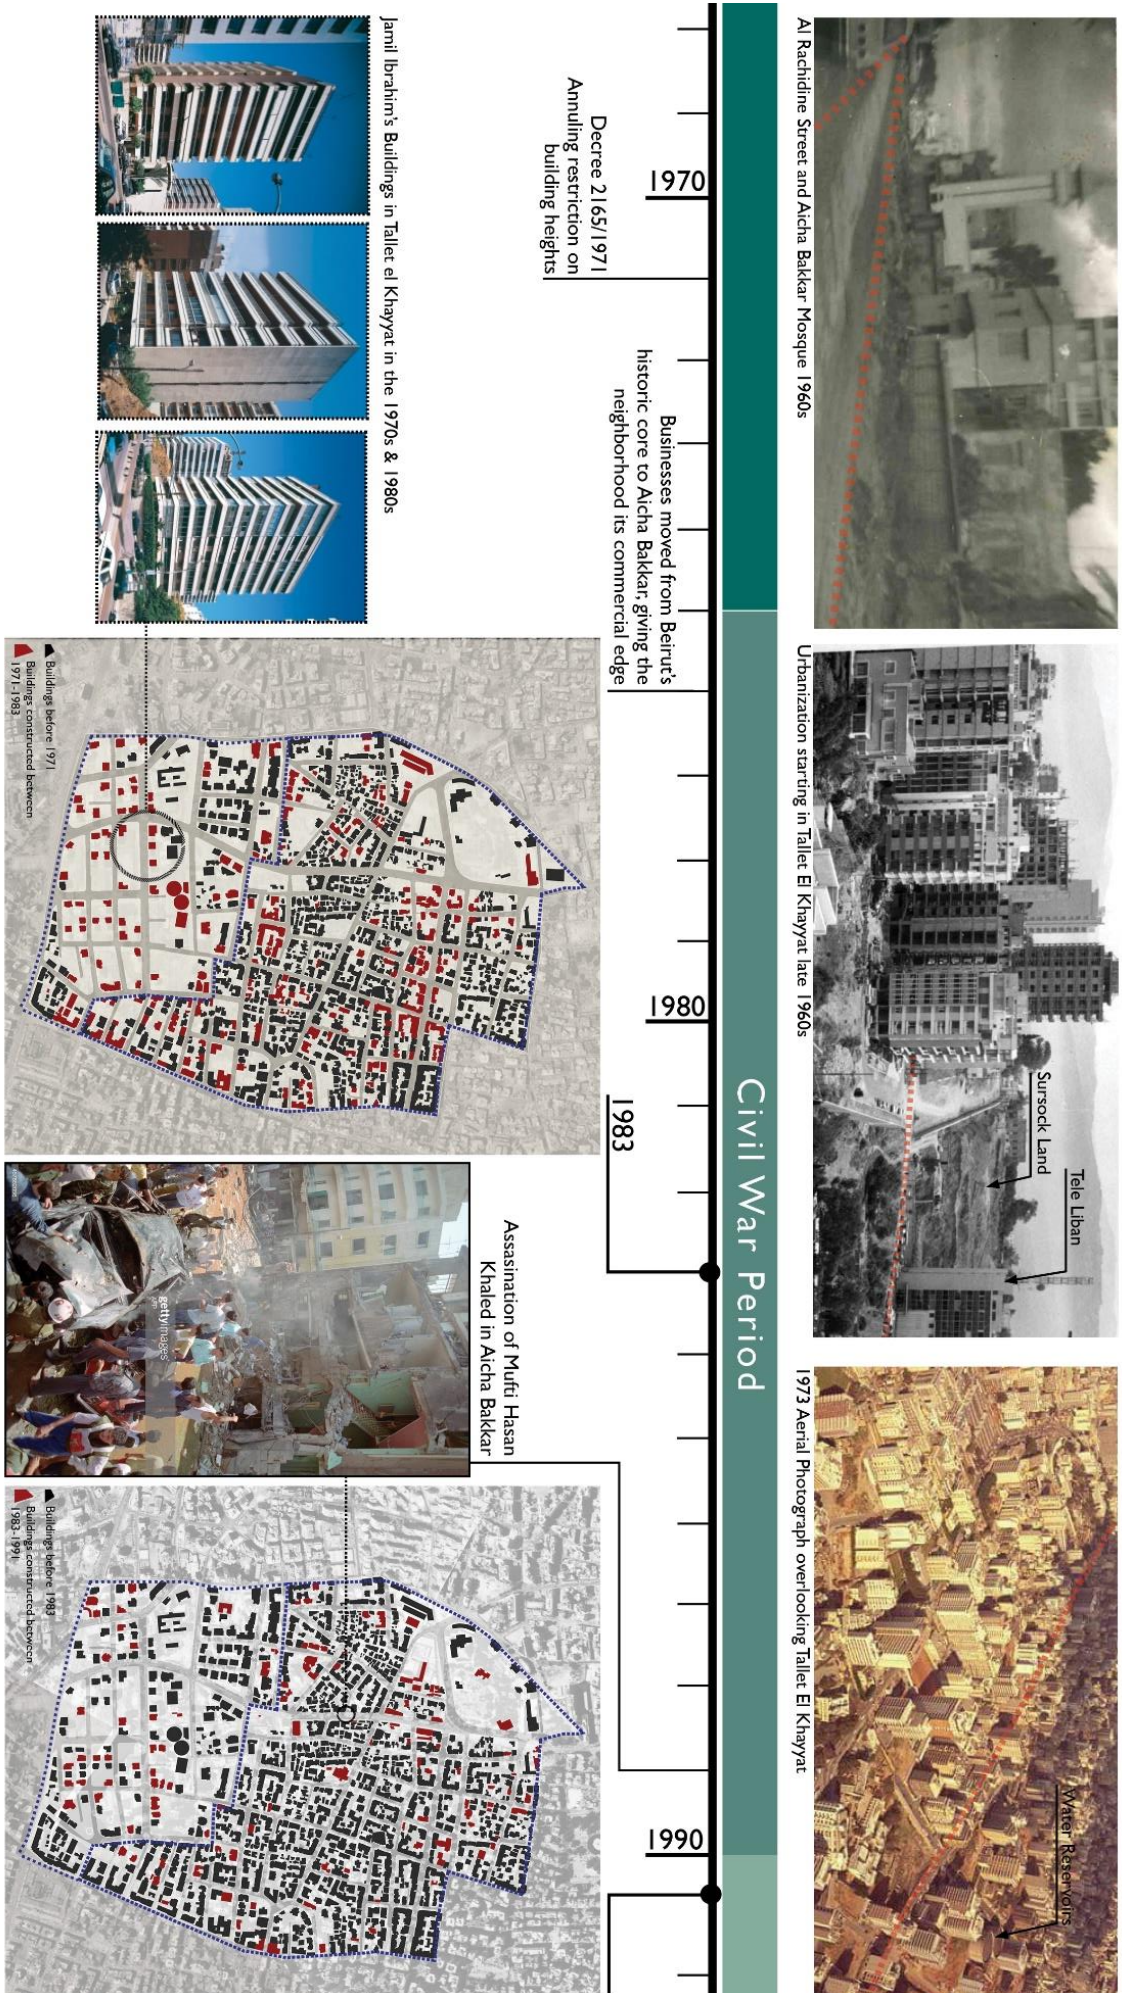 Al Rachidine Street and Aicha Bakkar Mosque 1960s
Urbanization starting in Tallet El Khayyat late 1960s
Sursock Land
Tele Liban
1973 Aerial Photograph overlooking Tallet El Khayyat
Water Reservoirs
Civil War Period
1970
1980
1983
1990
Decree 2165/1971
Annuling restriction on
building heights
Businesses moved from Beirut's
historic core to Aicha Bakkar, giving the
neighborhood its commercial edge
Assasination of Mufti Hasan
Khaled in Aicha Bakkar
Jamil Ibrahim's Buildings in Tallet el Khayyat in the 1970s & 1980s
Buildings before 1971
Buildings constructed between
1971-1983
gettyimages
Buildings before 1983
Buildings constructed between
1983-1991